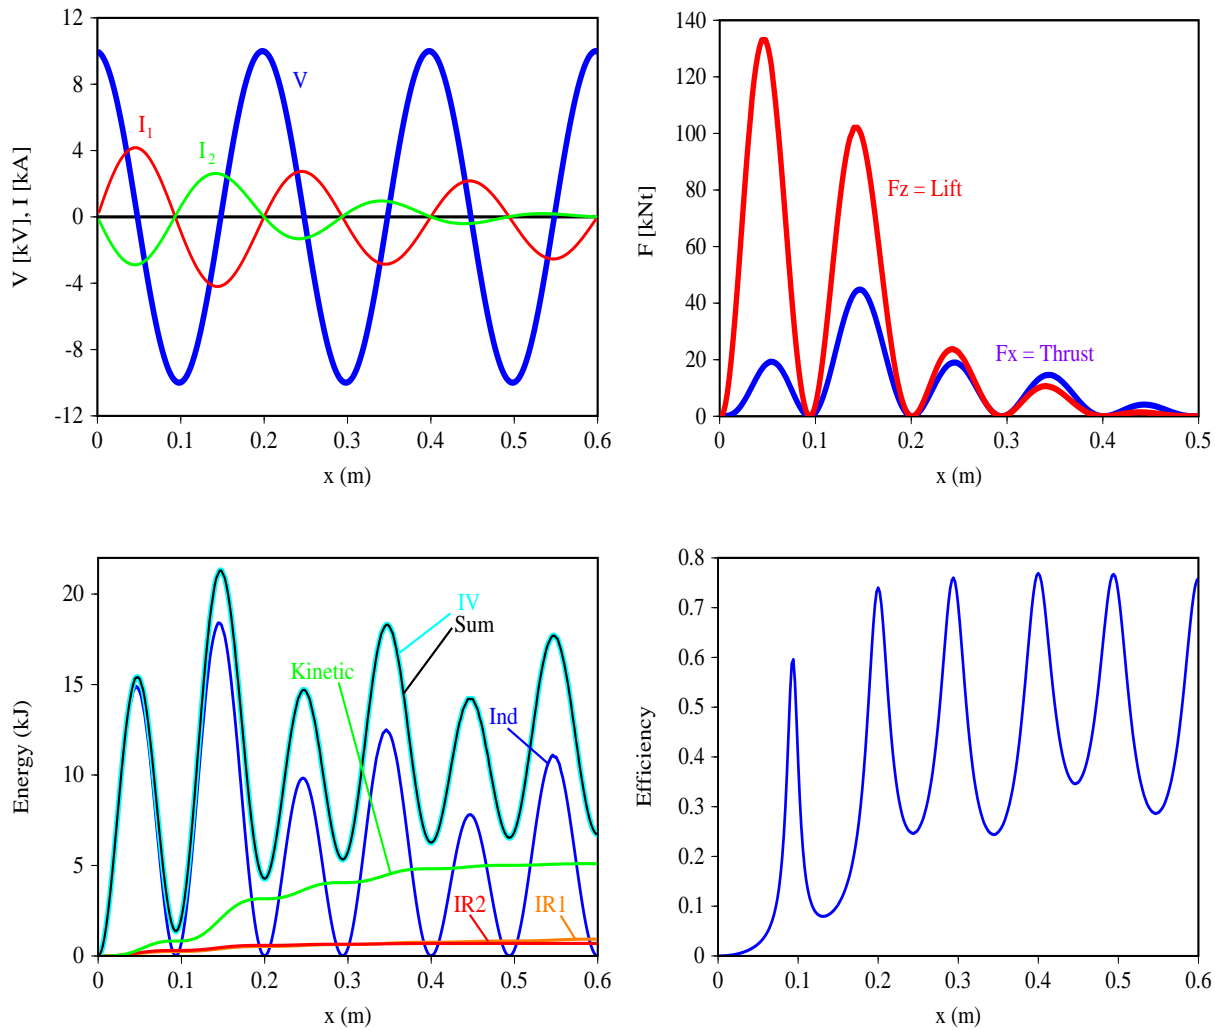 12
8
4
0
-4
-8
-12
V [kV], I [kA]
V
I1
I2
0
0.1
0.2
0.3
0.4
0.5
0.6
x (m)
140
120
100
80
60
40
20
0
F [kNt]
Fz = Lift
Fx = Thrust
0
0.1
0.2
0.3
0.4
0.5
x (m)
20
15
10
5
0
Energy (kJ)
IV
Sum
Kinetic
Ind
IR2
IR1
0
0.1
0.2
0.3
0.4
0.5
0.6
x (m)
0.8
0.7
0.6
0.5
0.4
0.3
0.2
0.1
0
Efficiency
0
0.1
0.2
0.3
0.4
0.5
0.6
x (m)